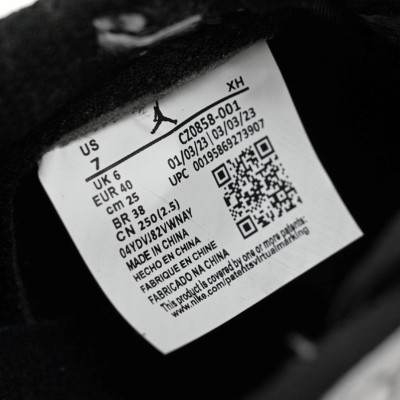 US
7
XH
UK 6
EUR 40
cm 25
BR 38
CN 250 (2.5)
CZ0858-001
01/03/23 | 03/03/23
UPC 00195869273907
04YDVJ82VWNAY
MADE IN CHINA
HECHO EN CHINA
FABRIQUE EN CHINE
FABRICADO NA CHINA
This product is covered by one or more patents:
www.nike.com/patentsvirtualmarking